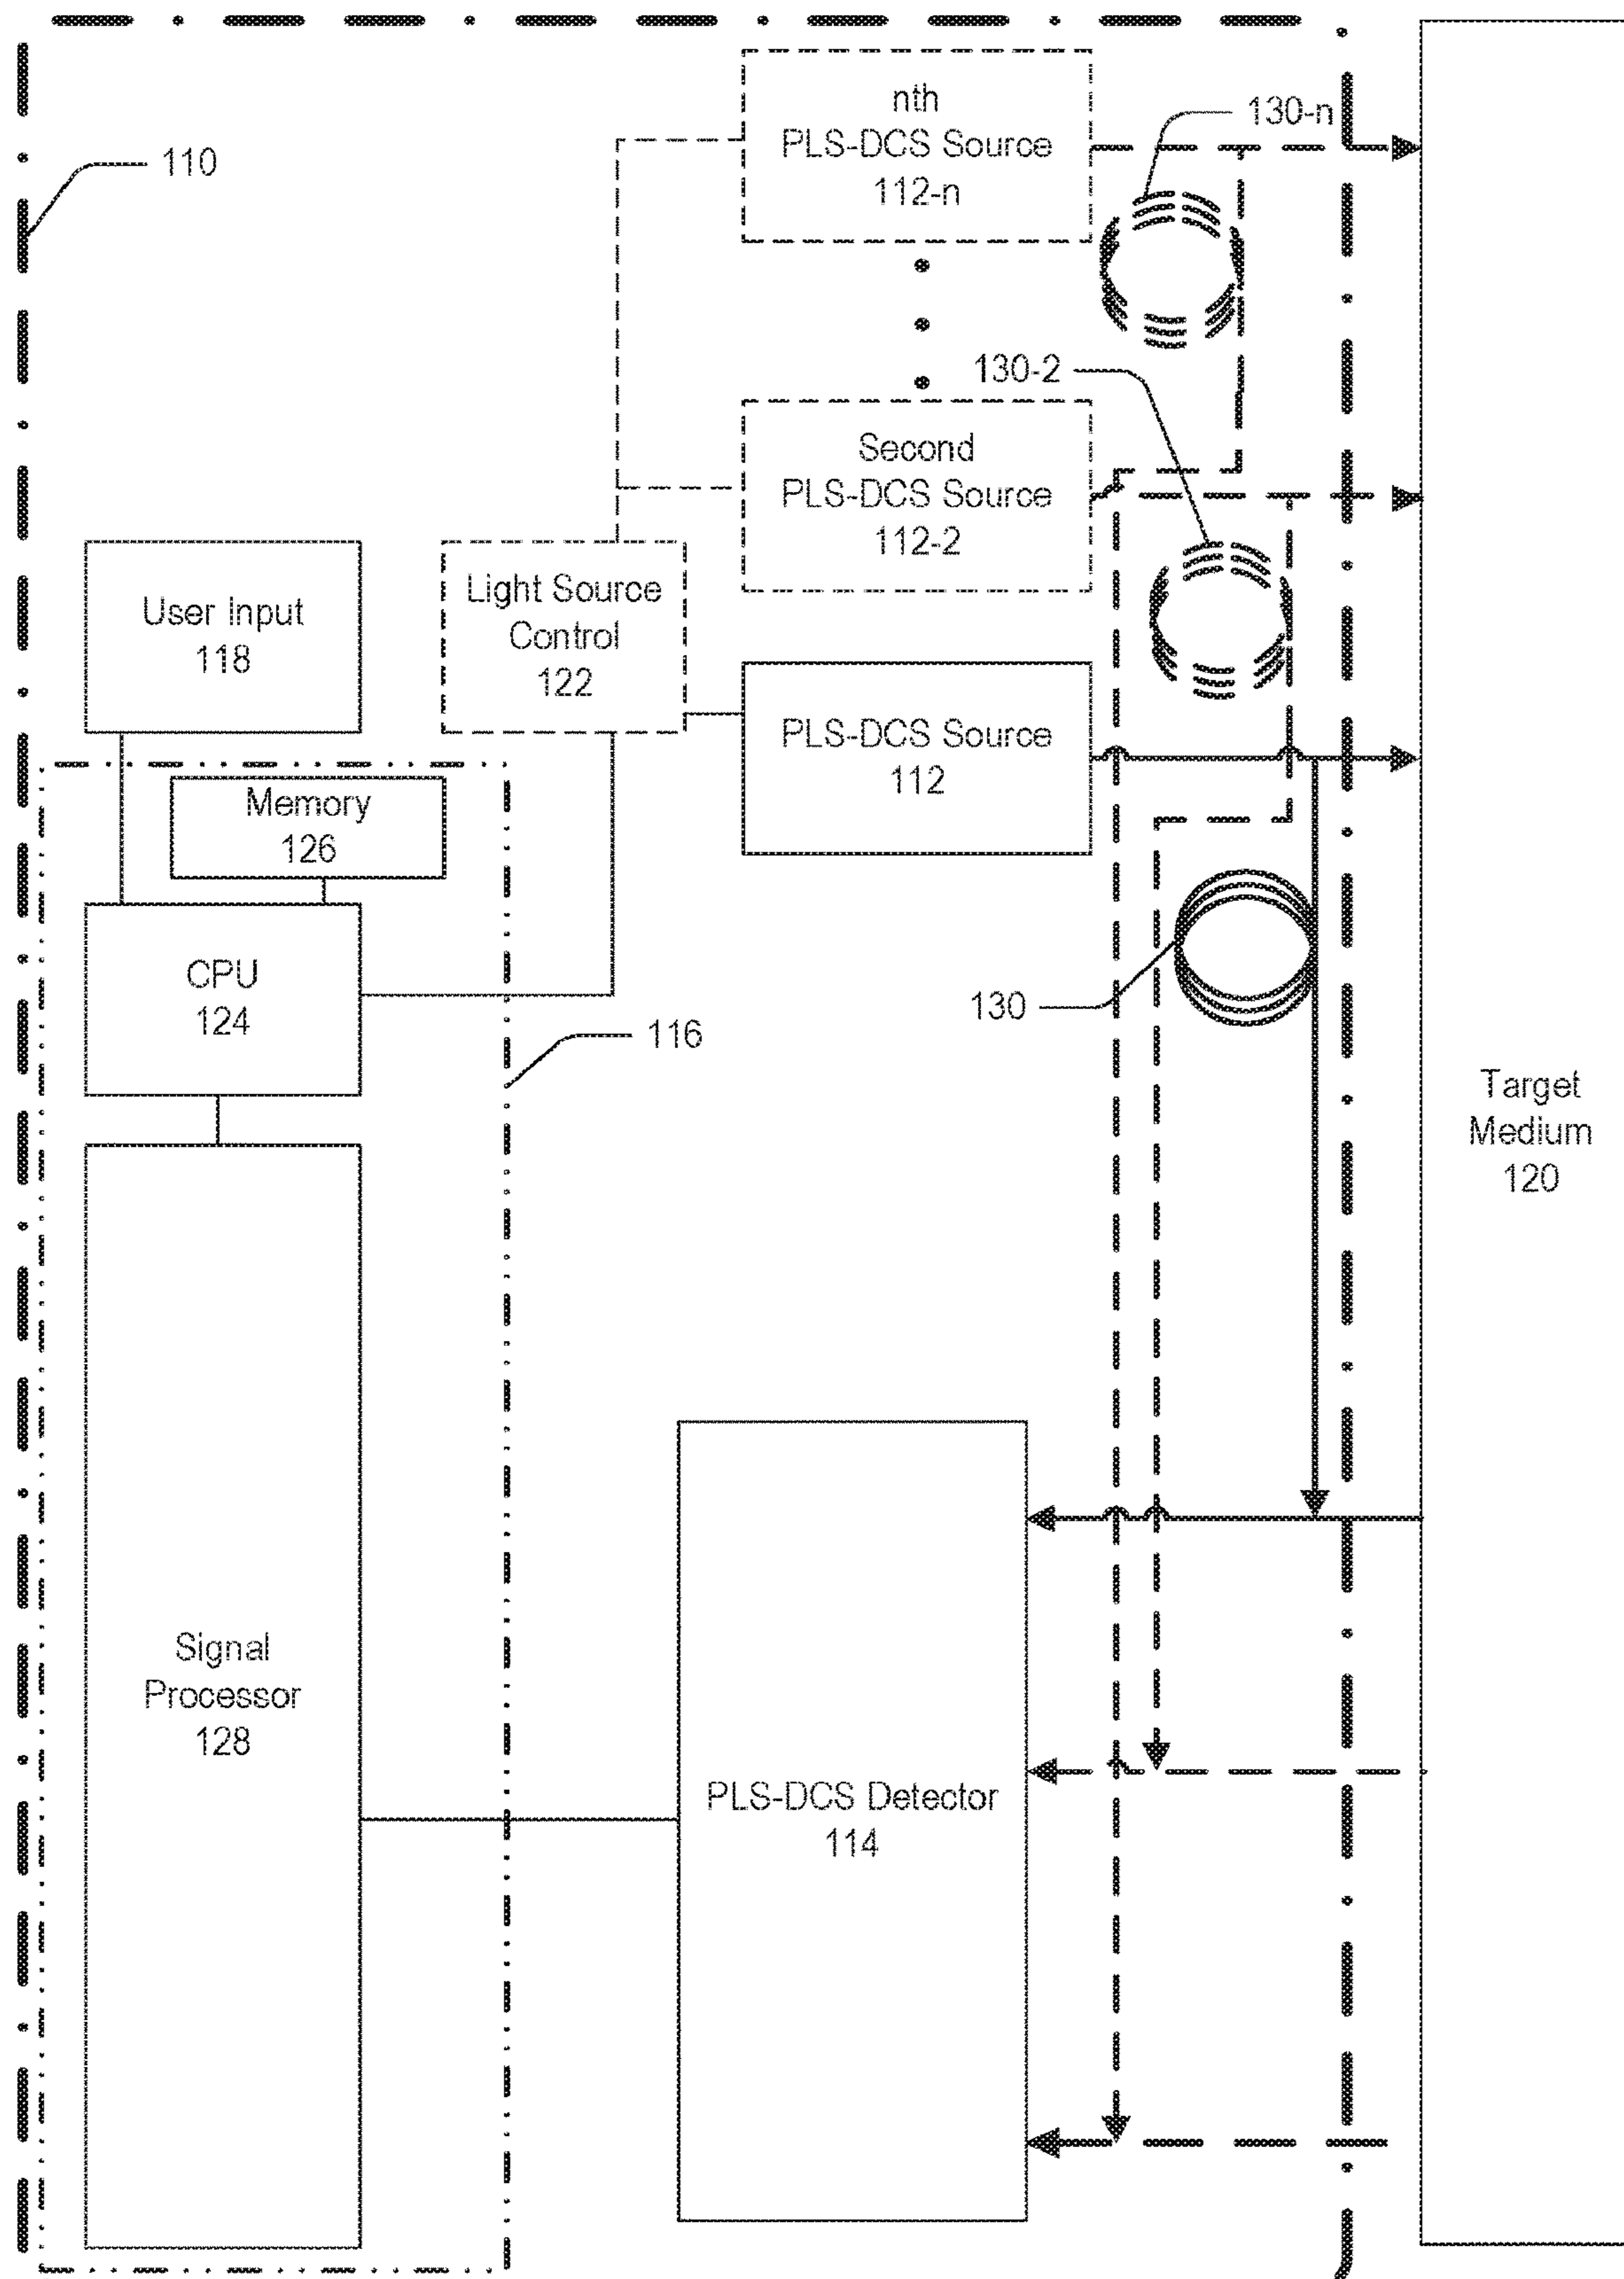 nth
PLS-DCS Source
112-n
130-n
110
130-2
Second
PLS-DCS Source
112-2
User Input
118
Light Source
Control
122
PLS-DCS Source
112
Memory
126
CPU
124
130
116
Target
Medium
120
Signal
Processor
128
PLS-DCS Detector
114